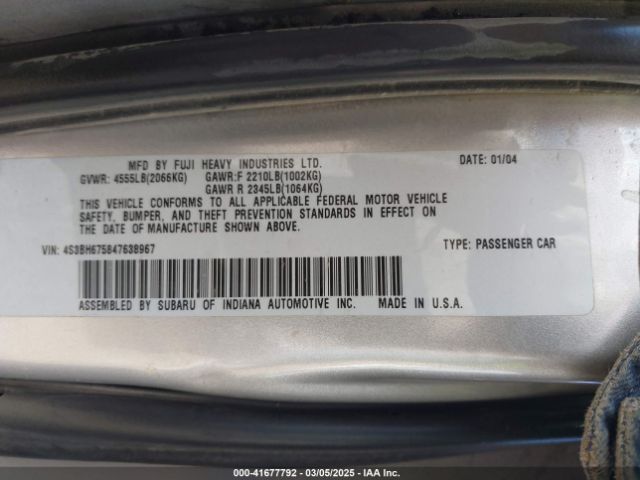 MFD BY FUJI HEAVY INDUSTRIES LTD. DATE: 01/04
GVWR: 4555LB(2066KG) GAWR:F 2210LB(1002KG)
GAWR R 2345LB(1064KG)
THIS VEHICLE CONFORMS TO ALL APPLICABLE FEDERAL MOTOR VEHICLE
SAFETY, BUMPER, AND THEFT PREVENTION STANDARDS IN EFFECT ON
THE DATE OF MANUFACTURE SHOWN ABOVE.
VIN: 4S3BH675847638967 TYPE: PASSENGER CAR
ASSEMBLED BY SUBARU OF INDIANA AUTOMOTIVE INC. MADE IN U.S.A.
000-41677792 - 03/05/2025 - IAA Inc.